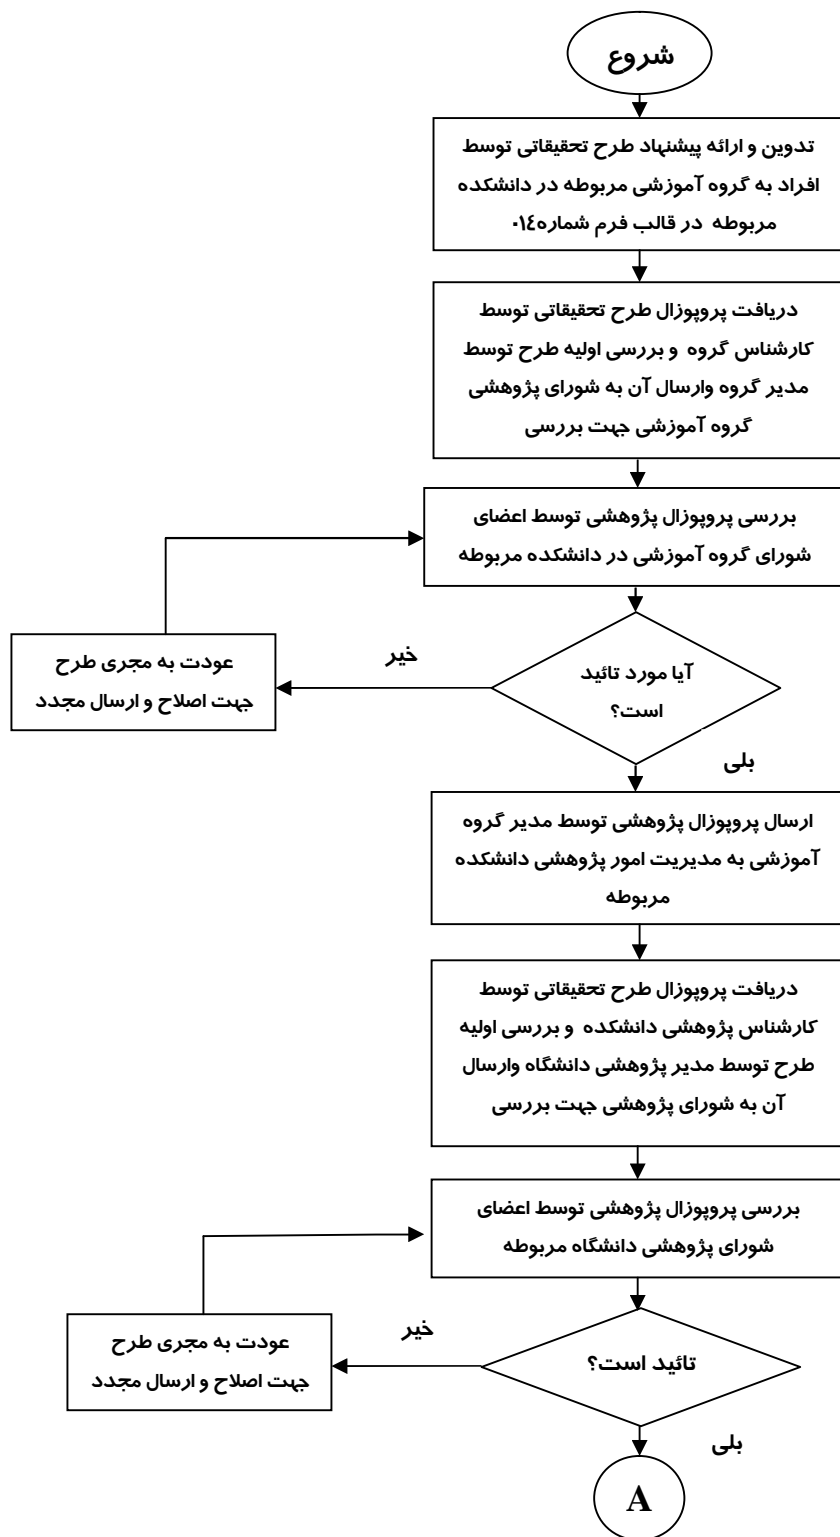 شروع
تدوین و ارائه پیشنهاد طرح تحقیقاتی توسط
افراد به گروه آموزشی مربوطه در دانشکده
مربوطه در قالب فرم شماره ۰۱٤
دریافت پروپوزال طرح تحقیقاتی توسط
کارشناس گروه و بررسی اولیه طرح توسط
مدیر گروه وارسال آن به شورای پژوهشی
گروه آموزشی جهت بررسی
بررسی پروپوزال پژوهشی توسط اعضای
شورای گروه آموزشی در دانشکده مربوطه
آیا مورد تائید
است؟
خیر
عودت به مجری طرح
جهت اصلاح و ارسال مجدد
بلی
ارسال پروپوزال پژوهشی توسط مدیر گروه
آموزشی به مدیریت امور پژوهشی دانشکده
مربوطه
دریافت پروپوزال طرح تحقیقاتی توسط
کارشناس پژوهشی دانشکده و بررسی اولیه
طرح توسط مدیر پژوهشی دانشگاه وارسال
آن به شورای پژوهشی جهت بررسی
بررسی پروپوزال پژوهشی توسط اعضای
شورای پژوهشی دانشگاه مربوطه
تائید است؟
خیر
عودت به مجری طرح
جهت اصلاح و ارسال مجدد
بلی
A